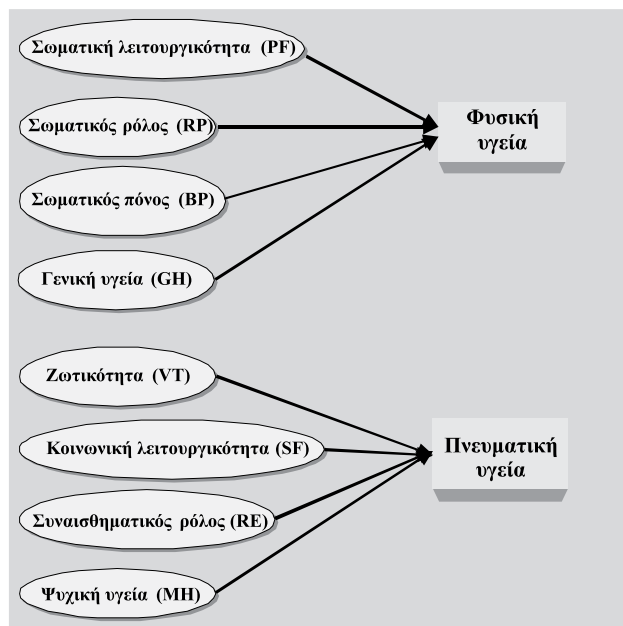 Σωματική λειτουργικότητα (PF)
Σωματικός ρόλος (RP)
Σωματικός πόνος (BP)
Γενική υγεία (GH)
Φυσική
υγεία
Ζωτικότητα (VT)
Κοινωνική λειτουργικότητα (SF)
Συναισθηματικός ρόλος (RE)
Ψυχική υγεία (MH)
Πνευματική
υγεία